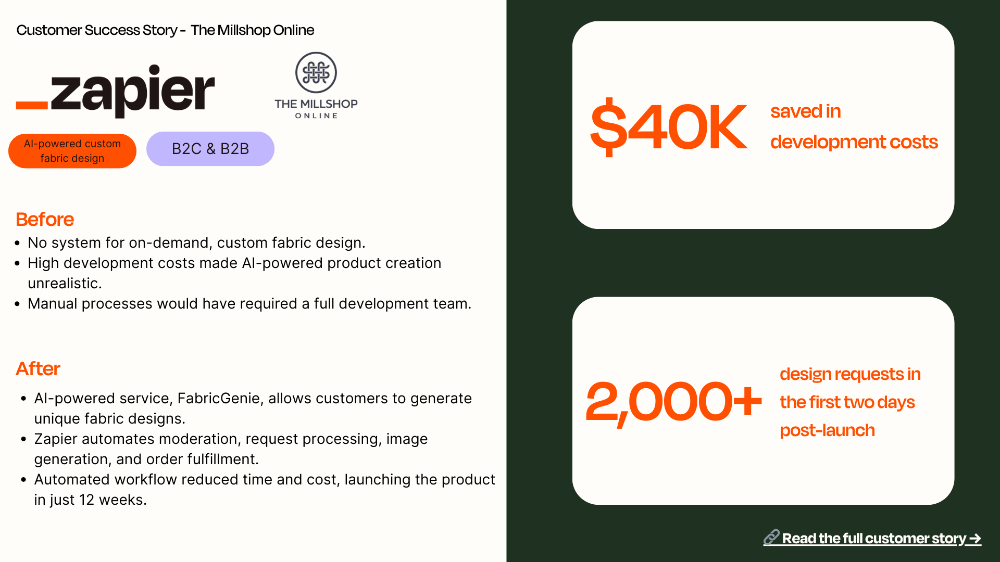 Customer Success Story - The Millshop Online
_zapier
THE MILLSHOP
ONLINE
AI-powered custom
fabric design
B2C & B2B
Before
• No system for on-demand, custom fabric design.
• High development costs made AI-powered product creation
unrealistic.
• Manual processes would have required a full development team.
After
• AI-powered service, FabricGenie, allows customers to generate
unique fabric designs.
• Zapier automates moderation, request processing, image
generation, and order fulfillment.
• Automated workflow reduced time and cost, launching the product
in just 12 weeks.
$40K
saved in
development costs
2,000+
design requests in
the first two days
post-launch
🔗 Read the full customer story →